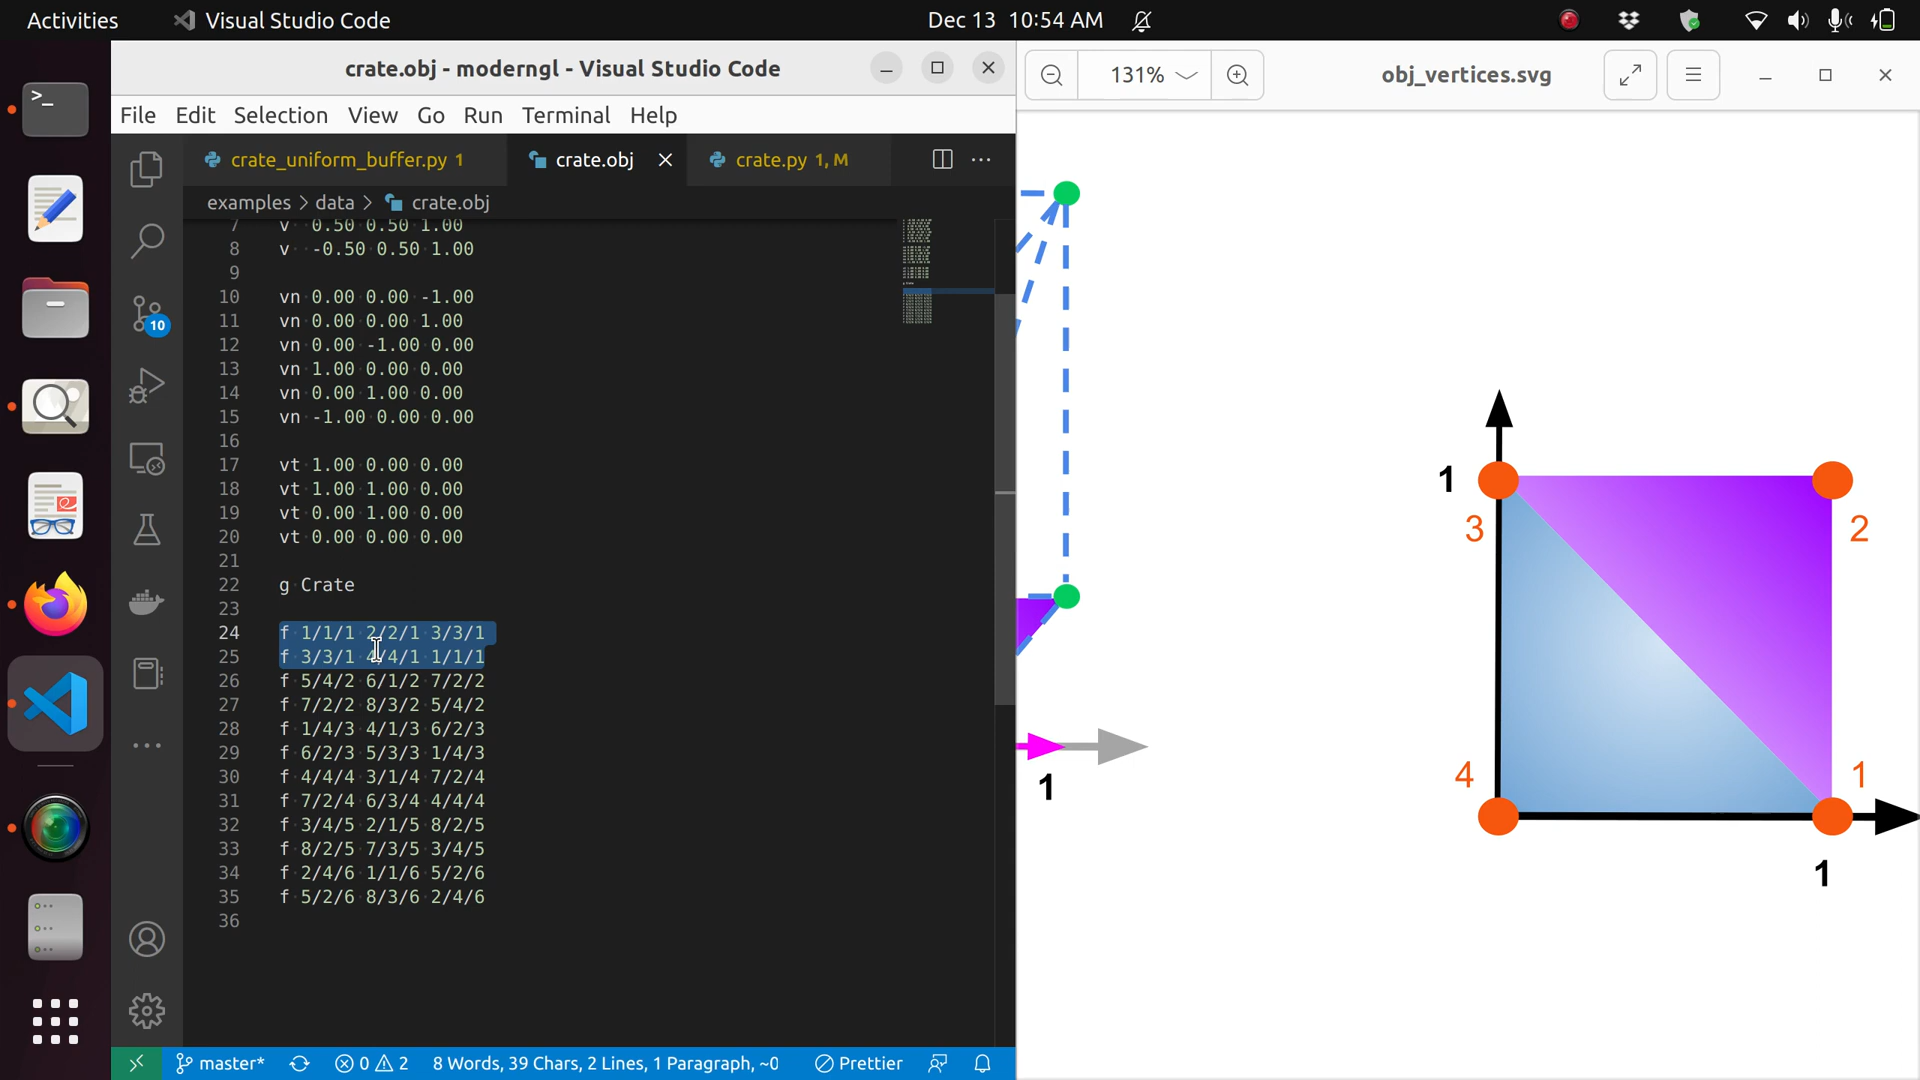 Activities
Visual Studio Code
Dec 13 10:54 AM
crate.obj - moderngl - Visual Studio Code
131%
obj_vertices.svg
File Edit Selection View Go Run Terminal Help
crate_uniform_buffer.py 1
crate.obj
crate.py 1, M
examples > data > crate.obj
7 v 0.50 0.50 1.00
8 v -0.50 0.50 1.00
9
10 vn 0.00 0.00 -1.00
11 vn 0.00 0.00 1.00
12 vn 0.00 -1.00 0.00
13 vn 1.00 0.00 0.00
14 vn 0.00 1.00 0.00
15 vn -1.00 0.00 0.00
16
17 vt 1.00 0.00 0.00
18 vt 1.00 1.00 0.00
19 vt 0.00 1.00 0.00
20 vt 0.00 0.00 0.00
21
22 g Crate
23
24 f 1/1/1 2/2/1 3/3/1
25 f 3/3/1 4/4/1 1/1/1
26 f 5/4/2 6/1/2 7/2/2
27 f 7/2/2 8/3/2 5/4/2
28 f 1/4/3 4/1/3 6/2/3
29 f 6/2/3 5/3/3 1/4/3
30 f 4/4/4 3/1/4 7/2/4
31 f 7/2/4 6/3/4 4/4/4
32 f 3/4/5 2/1/5 8/2/5
33 f 8/2/5 7/3/5 3/4/5
34 f 2/4/6 1/1/6 5/2/6
35 f 5/2/6 8/3/6 2/4/6
36
10
>_
1
3
2
4
1
1
1
master*
0
2
8 Words, 39 Chars, 2 Lines, 1 Paragraph, ~0
Prettier